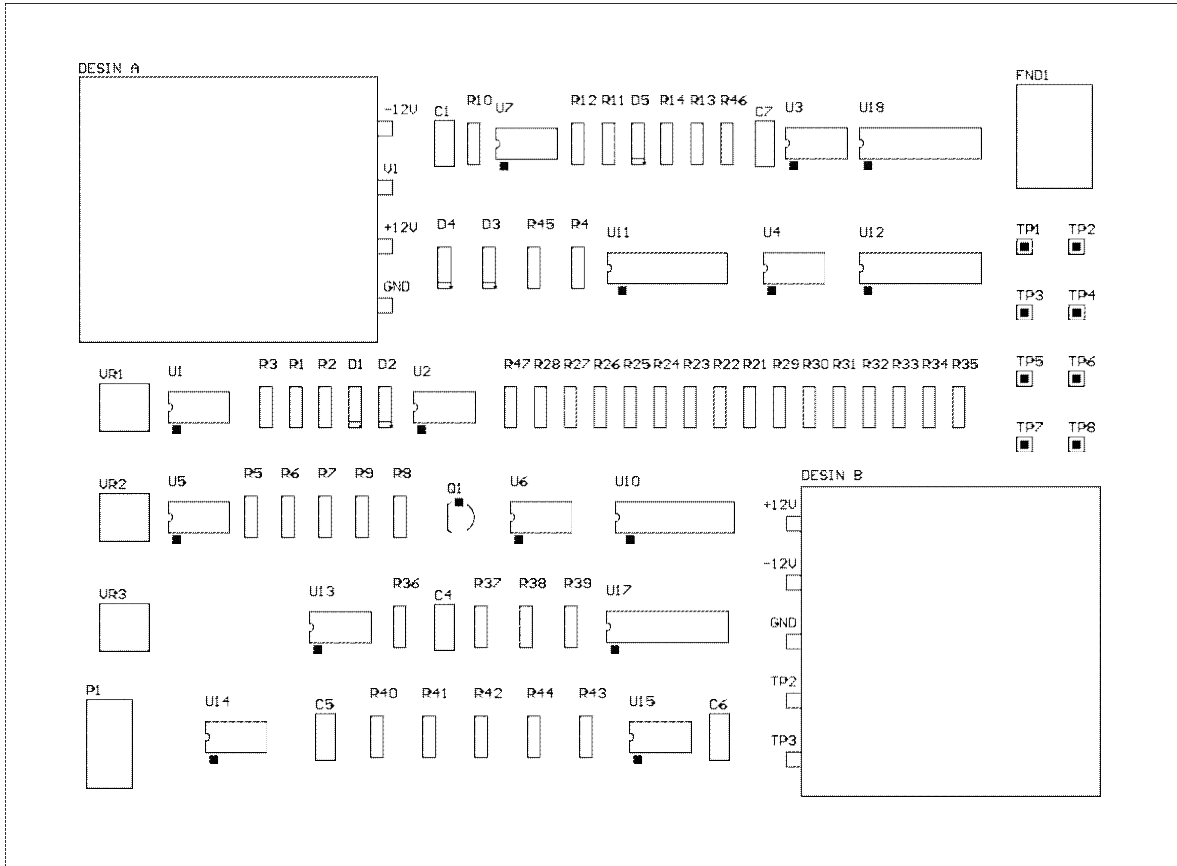 DESIN A
FND1
-12V C1 R10 U7 R12 R11 D5 R14 R13 R46 C7 U3 U18
V1
+12V D4 D3 R45 R4 U11 U4 U12 TP1 TP2
GND TP3 TP4
VR1 U1 R3 R1 R2 D1 D2 U2 R47 R28 R27 R26 R25 R24 R23 R22 R21 R29 R30 R31 R32 R33 R34 R35 TP5 TP6
TP7 TP8
VR2 U5 R5 R6 R7 R9 R8 Q1 U6 U10 DESIN B
+12V
-12V
VR3 U13 R36 C4 R37 R38 R39 U17
GND
P1 U14 C5 R40 R41 R42 R44 R43 U15 C6 TP2
TP3